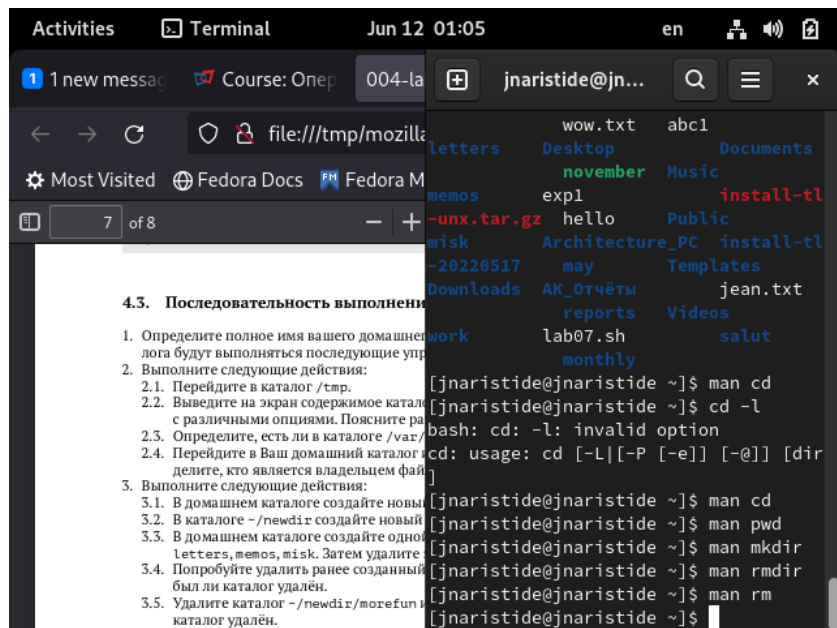 Activities Terminal Jun 12 01:05 en
1 1 new messag Course: Опер 004-la
jnaristide@jn...
file:///tmp/mozilla
Most Visited Fedora Docs Fedora M
7 of 8
4.3. Последовательность выполнени
1. Определите полное имя вашего домашнег
лога будут выполняться последующие упр
2. Выполните следующие действия:
2.1. Перейдите в каталог /tmp.
2.2. Выведите на экран содержимое катало
с различными опциями. Поясните ра
2.3. Определите, есть ли в каталоге /var/
2.4. Перейдите в Ваш домашний каталог и
делите, кто является владельцем фай
3. Выполните следующие действия:
3.1. В домашнем каталоге создайте новый
3.2. В каталоге ~/newdir создайте новый
3.3. В домашнем каталоге создайте одной
letters, memos, misk. Затем удалите
3.4. Попробуйте удалить ранее созданный
был ли каталог удалён.
3.5. Удалите каталог ~/newdir/morefun и
каталог удалён.
wow.txt abc1
letters Desktop Documents
november Music
memos exp1 install-tl
-unx.tar.gz hello Public
misk Architecture_PC install-tl
-20220517 may Templates
Downloads АК_Отчёты jean.txt
reports Videos
work lab07.sh salut
monthly
[jnaristide@jnaristide ~]$ man cd
[jnaristide@jnaristide ~]$ cd -l
bash: cd: -l: invalid option
cd: usage: cd [-L|[-P [-e]] [-@]] [dir
]
[jnaristide@jnaristide ~]$ man cd
[jnaristide@jnaristide ~]$ man pwd
[jnaristide@jnaristide ~]$ man mkdir
[jnaristide@jnaristide ~]$ man rmdir
[jnaristide@jnaristide ~]$ man rm
[jnaristide@jnaristide ~]$